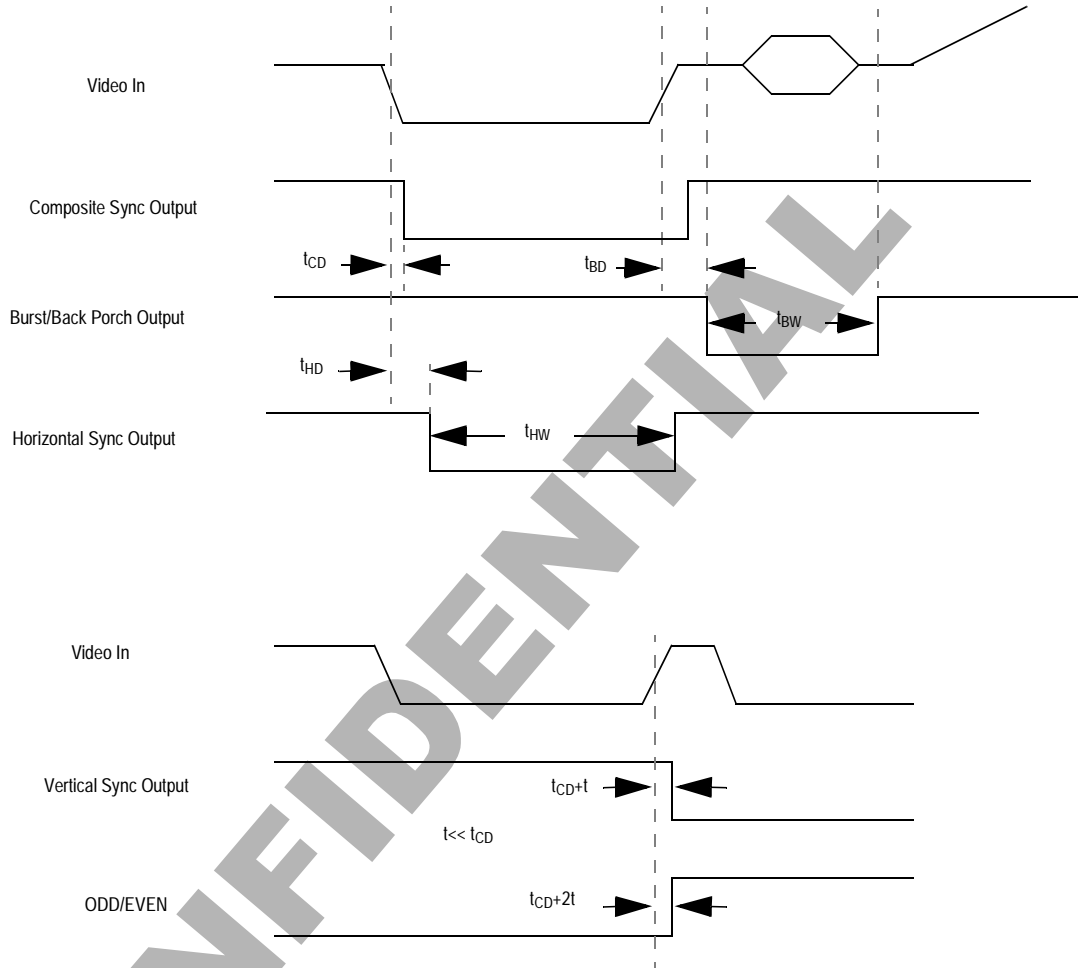 Video In
Composite Sync Output
tCD
tBD
Burst/Back Porch Output
tBW
tHD
Horizontal Sync Output
tHW
Video In
Vertical Sync Output
tCD+t
t<< tCD
ODD/EVEN
tCD+2t
NFIDENTIAL